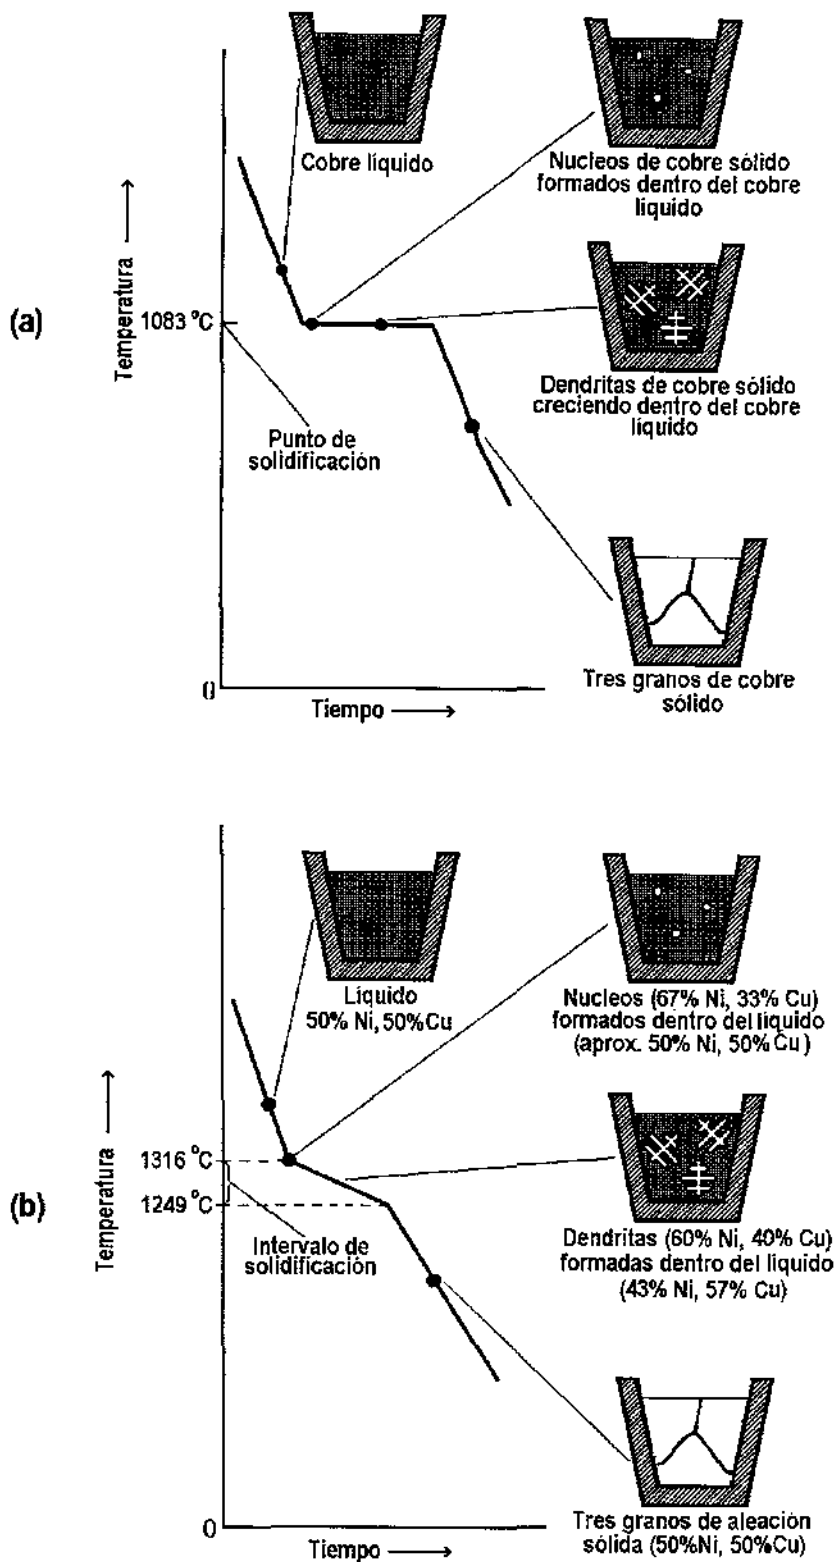 Cobre líquido
Nucleos de cobre sólido
formados dentro del cobre
líquido
Temperatura
(a)
1083 °C
Punto de
solidificación
Dendritas de cobre sólido
creciendo dentro del cobre
líquido
Tres granos de cobre
sólido
0
Tiempo
Líquido
50% Ni, 50%Cu
Nucleos (67% Ni, 33% Cu)
formados dentro del líquido
(aprox. 50% Ni, 50% Cu )
Temperatura
1316 °C
(b)
1249 °C
Intervalo de
solidificación
Dendritas (60% Ni, 40% Cu)
formadas dentro del líquido
(43% Ni, 57% Cu)
Tres granos de aleación
sólida (50%Ni, 50%Cu)
0
Tiempo